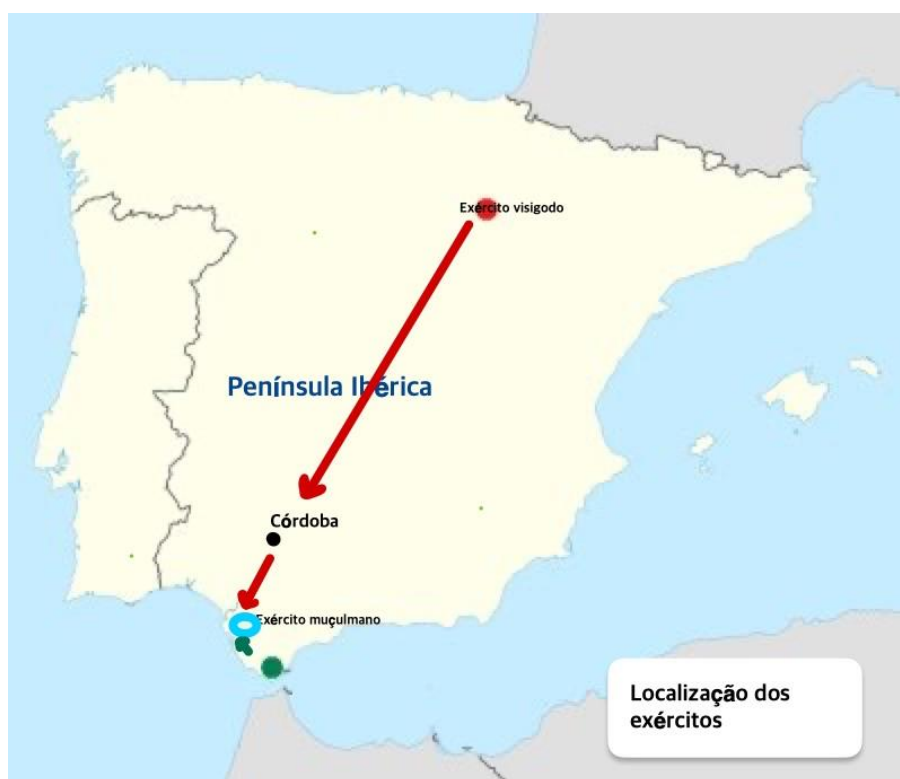 Exército visigodo
Península Ibérica
Córdoba
Exército muçulmano
Localização dos
exércitos